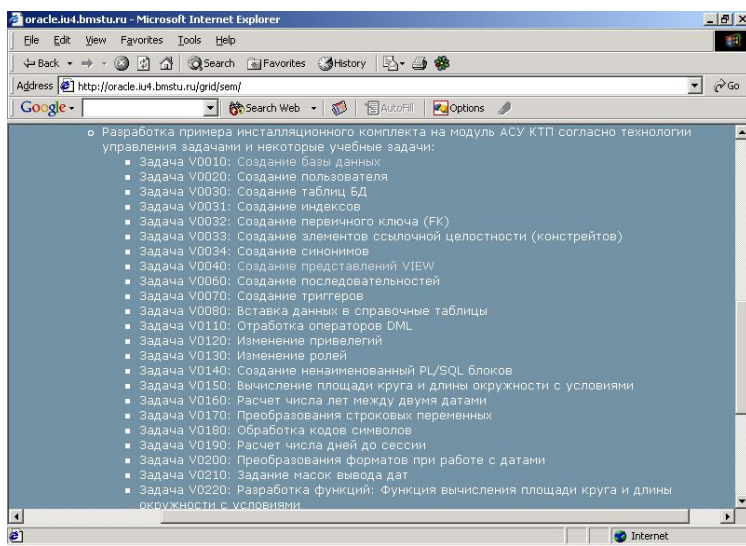 oracle.iu4.bmstu.ru - Microsoft Internet Explorer
File Edit View Favorites Tools Help
Back Search Favorites History
Address http://oracle.iu4.bmstu.ru/grid/sem/ Go
Google Search Web AutoFill Options
Разработка примера инсталляционного комплекта на модуль АСУ КТП согласно технологии
управления задачами и некоторые учебные задачи:
Задача V0010: Создание базы данных
Задача V0020: Создание пользователя
Задача V0030: Создание таблиц БД
Задача V0031: Создание индексов
Задача V0032: Создание первичного ключа (FK)
Задача V0033: Создание элементов ссылочной целостности (констрейтов)
Задача V0034: Создание синонимов
Задача V0040: Создание представлений VIEW
Задача V0060: Создание последовательностей
Задача V0070: Создание триггеров
Задача V0080: Вставка данных в справочные таблицы
Задача V0110: Отработка операторов DML
Задача V0120: Изменение привелегий
Задача V0130: Изменение ролей
Задача V0140: Создание ненаименованный PL/SQL блоков
Задача V0150: Вычисление площади круга и длины окружности с условиями
Задача V0160: Расчет числа лет между двумя датами
Задача V0170: Преобразования строковых переменных
Задача V0180: Обработка кодов символов
Задача V0190: Расчет числа дней до сессии
Задача V0200: Преобразования форматов при работе с датами
Задача V0210: Задание масок вывода дат
Задача V0220: Разработка функций: Функция вычисления площади круга и длины
окружности с условиями
Internet